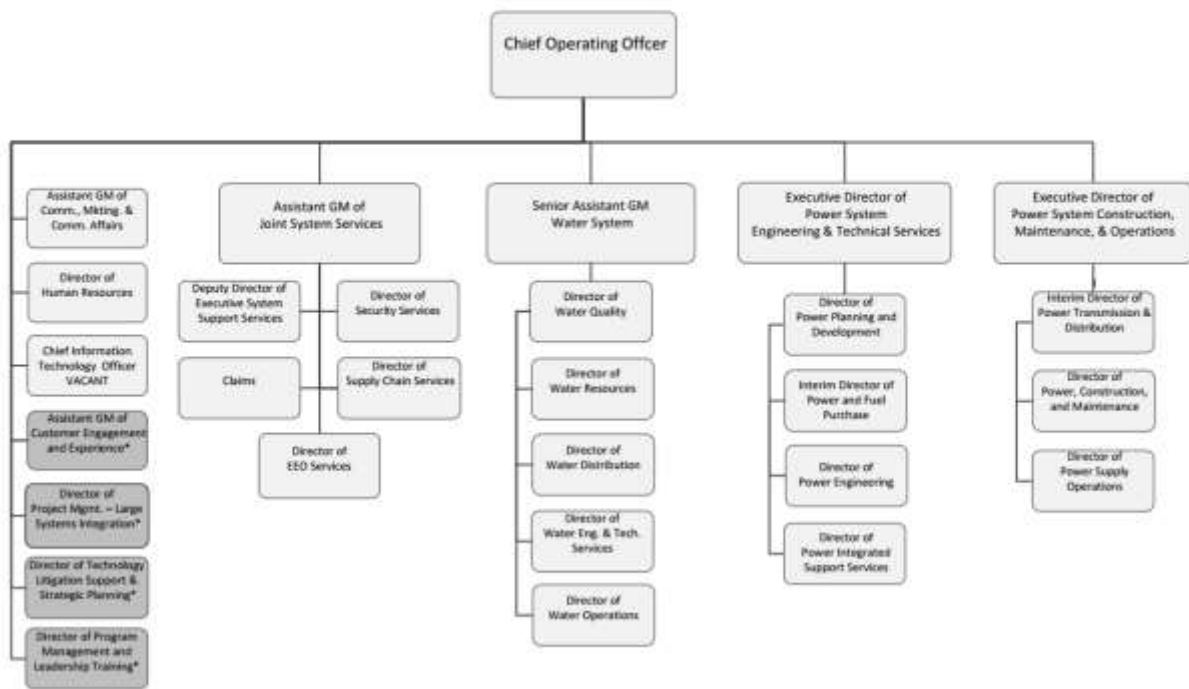 Chief Operating Offcer
Assistant GM of
Comm., Mkting. &
Comm. Affairs
Director of
Human Resources
Chief Information
Technology Officer
VACANT
Assistant GM of
Customer Engagement
and Experience*
Director of
Project Mgmt. – Large
Systems Integration*
Director of Technology
Litigation Support &
Strategic Planning*
Director of Program
Management and
Leadership Training*
Assistant GM of
Joint System Services
Deputy Director of
Executive System
Support Services
Director of
Security Services
Claims
Director of
Supply Chain Services
Director of
EEO Services
Senior Assistant GM
Water System
Director of
Water Quality
Director of
Water Resources
Director of
Water Distribution
Director of
Water Eng. & Tech.
Services
Director of
Water Operations
Executive Director of
Power System
Engineering & Technical Services
Director of
Power Planning and
Development
Interim Director of
Power and Fuel
Purchase
Director of
Power Engineering
Director of
Power Integrated
Support Services
Executive Director of
Power System Construction,
Maintenance, & Operations
Interim Director of
Power Transmission &
Distribution
Director of
Power, Construction,
and Maintenance
Director of
Power Supply
Operations